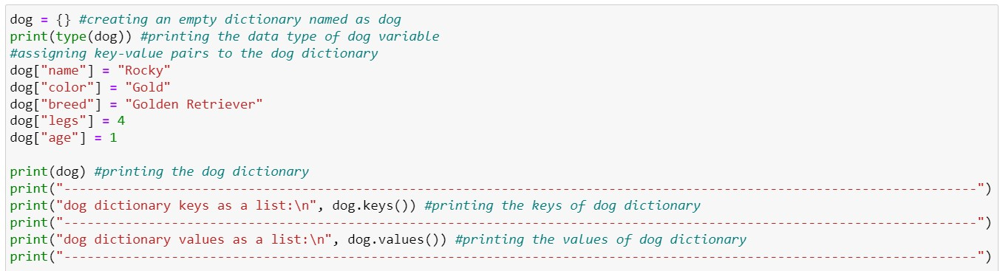 dog = {} #creating an empty dictionary named as dog
print(type(dog)) #printing the data type of dog variable
#assigning key-value pairs to the dog dictionary
dog["name"] = "Rocky"
dog["color"] = "Gold"
dog["breed"] = "Golden Retriever"
dog["legs"] = 4
dog["age"] = 1
print(dog) #printing the dog dictionary
print("-----------------------------------------------------------------------------------------------------------------------")
print("dog dictionary keys as a list:\n", dog.keys()) #printing the keys of dog dictionary
print("-----------------------------------------------------------------------------------------------------------------------")
print("dog dictionary values as a list:\n", dog.values()) #printing the values of dog dictionary
print("-----------------------------------------------------------------------------------------------------------------------")